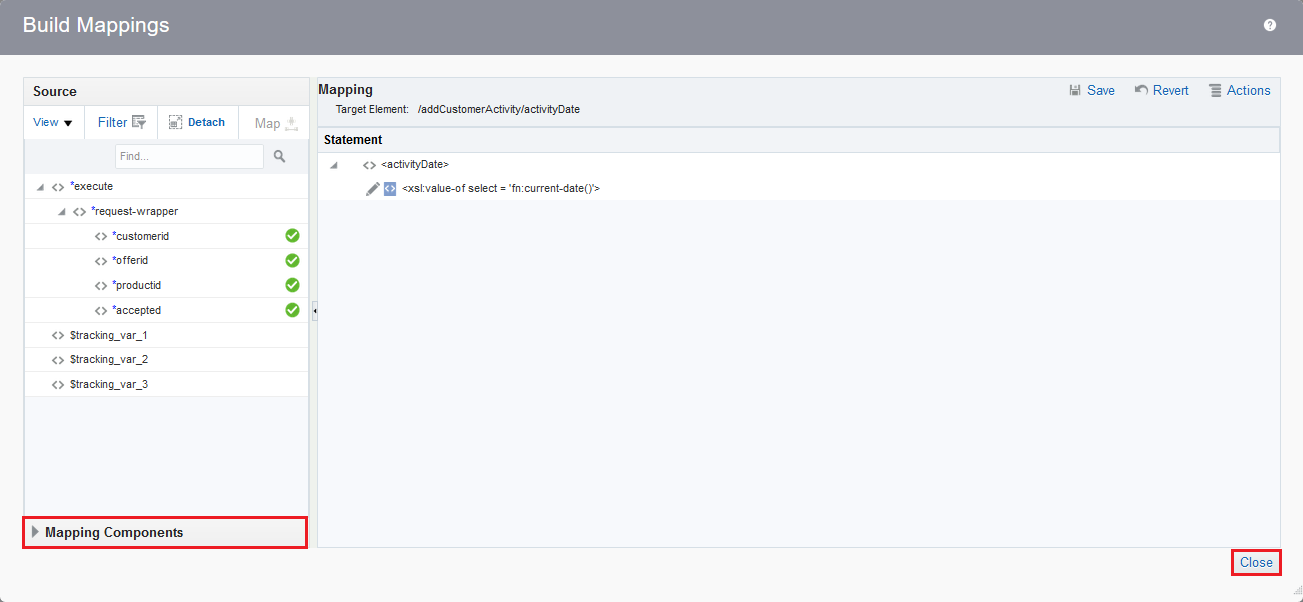 Build Mappings
?
Source
View Filter Detach Map
Find...
*execute
*request-wrapper
*customerid
*offerid
*productid
*accepted
$tracking_var_1
$tracking_var_2
$tracking_var_3
Mapping Components
Mapping
Save Revert Actions
Target Element: /addCustomerActivity/activityDate
Statement
<> <activityDate>
<> <xsl:value-of select = 'fn:current-date()'>
Close